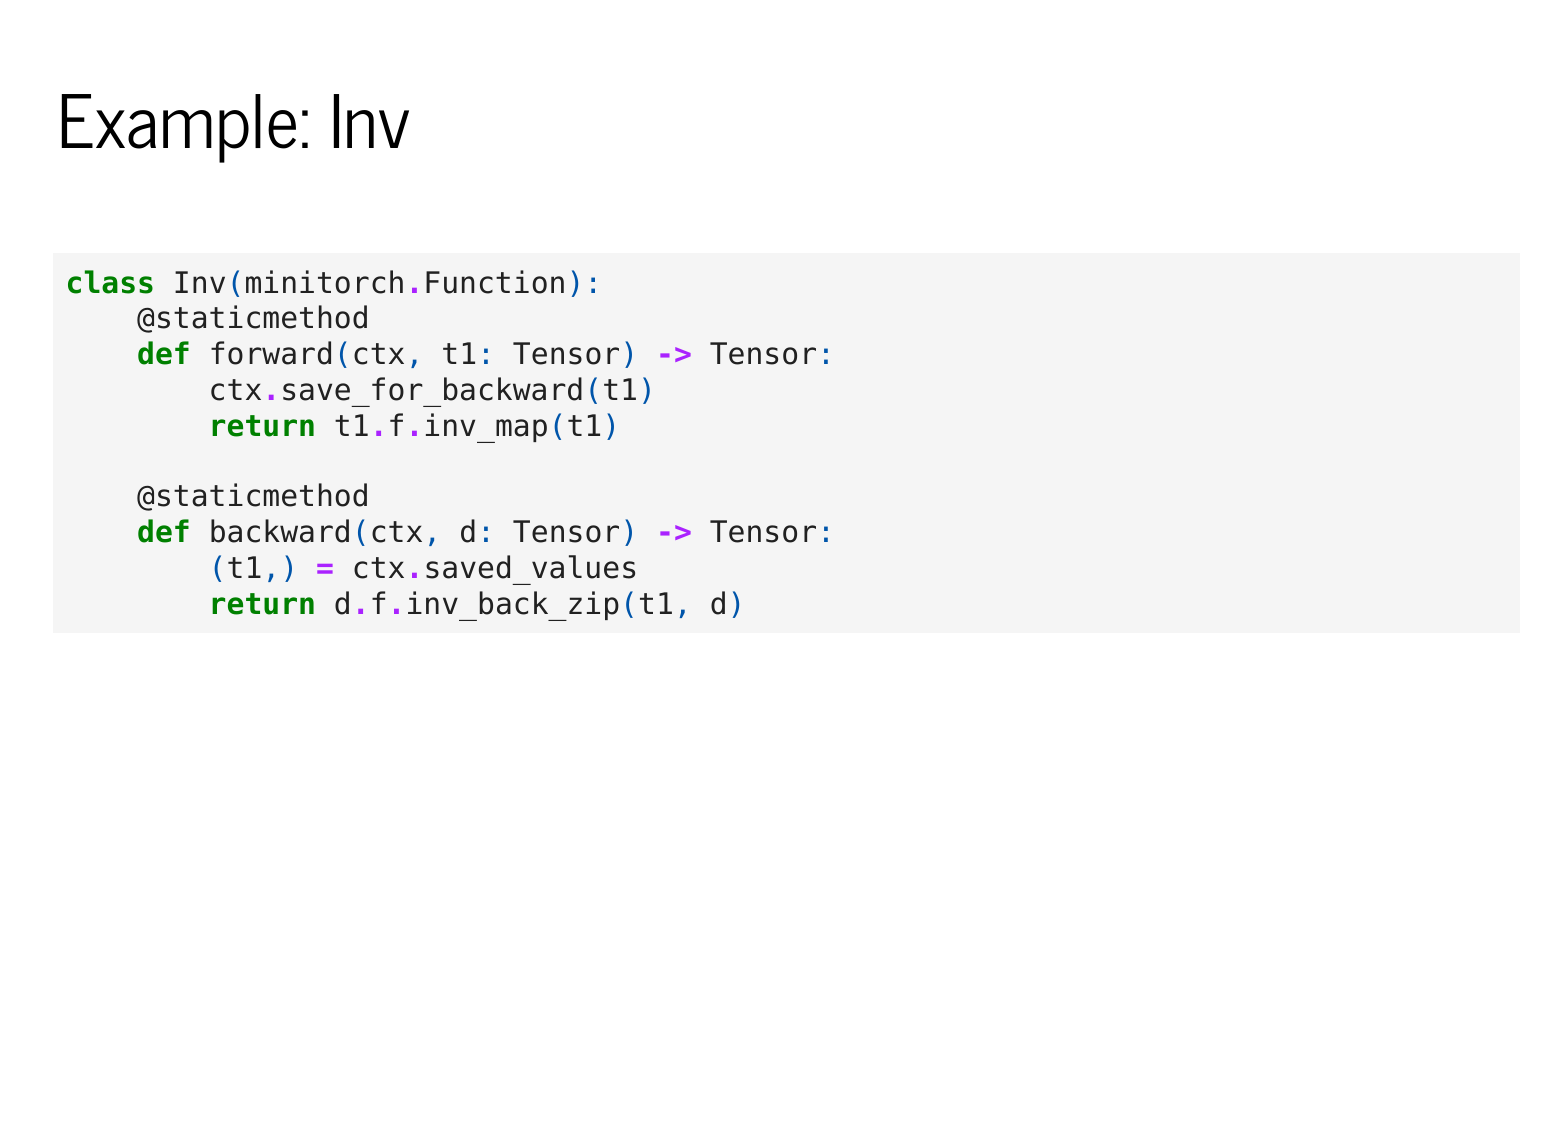 Example: Inv
class Inv(minitorch.Function):
    @staticmethod
    def forward(ctx, t1: Tensor) -> Tensor:
        ctx.save_for_backward(t1)
        return t1.f.inv_map(t1)

    @staticmethod
    def backward(ctx, d: Tensor) -> Tensor:
        (t1,) = ctx.saved_values
        return d.f.inv_back_zip(t1, d)